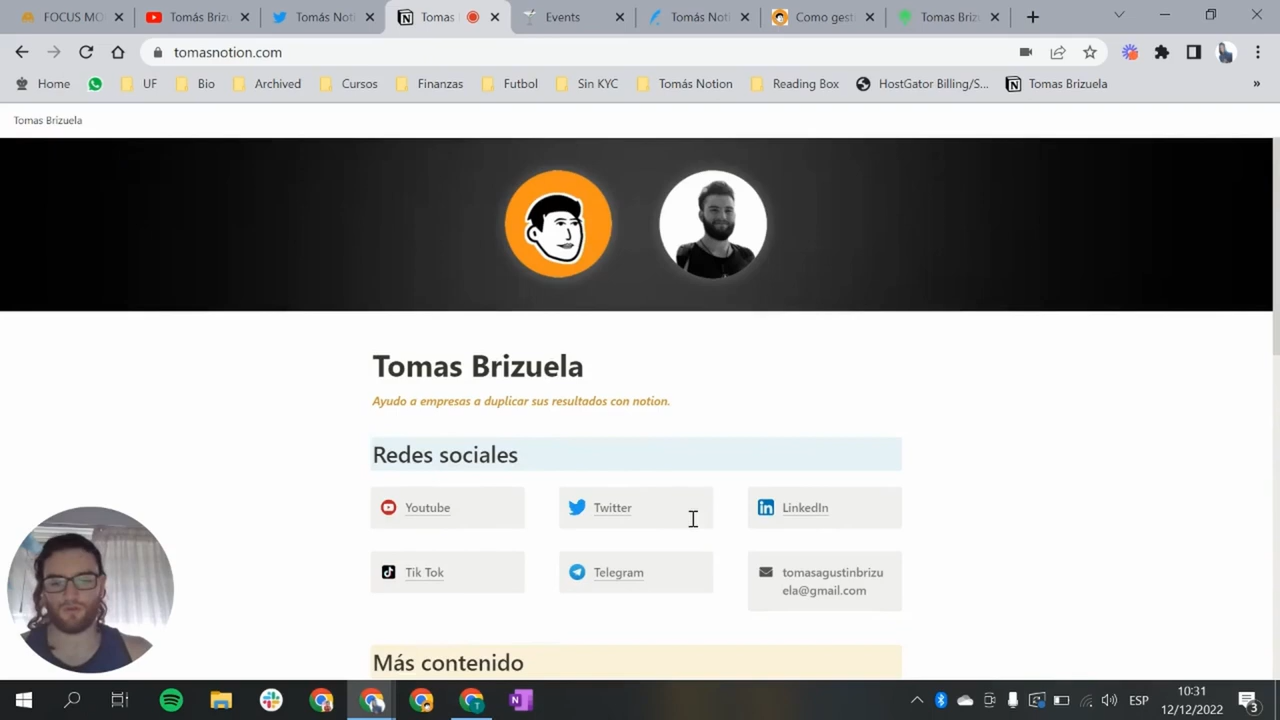 FOCUS MO
Tomás Brizu
Tomás Noti
Tomas
Events
Tomás Noti
Como gest
Tomas Briz
tomasnotion.com
Home
UF
Bio
Archived
Cursos
Finanzas
Futbol
Sin KYC
Tomás Notion
Reading Box
HostGator Billing/S...
Tomas Brizuela
»
Tomas Brizuela
Tomas Brizuela
Ayudo a empresas a duplicar sus resultados con notion.
Redes sociales
Youtube
Twitter
LinkedIn
Tik Tok
Telegram
tomasagustinbrizu
ela@gmail.com
Más contenido
ESP
10:31
12/12/2022
3